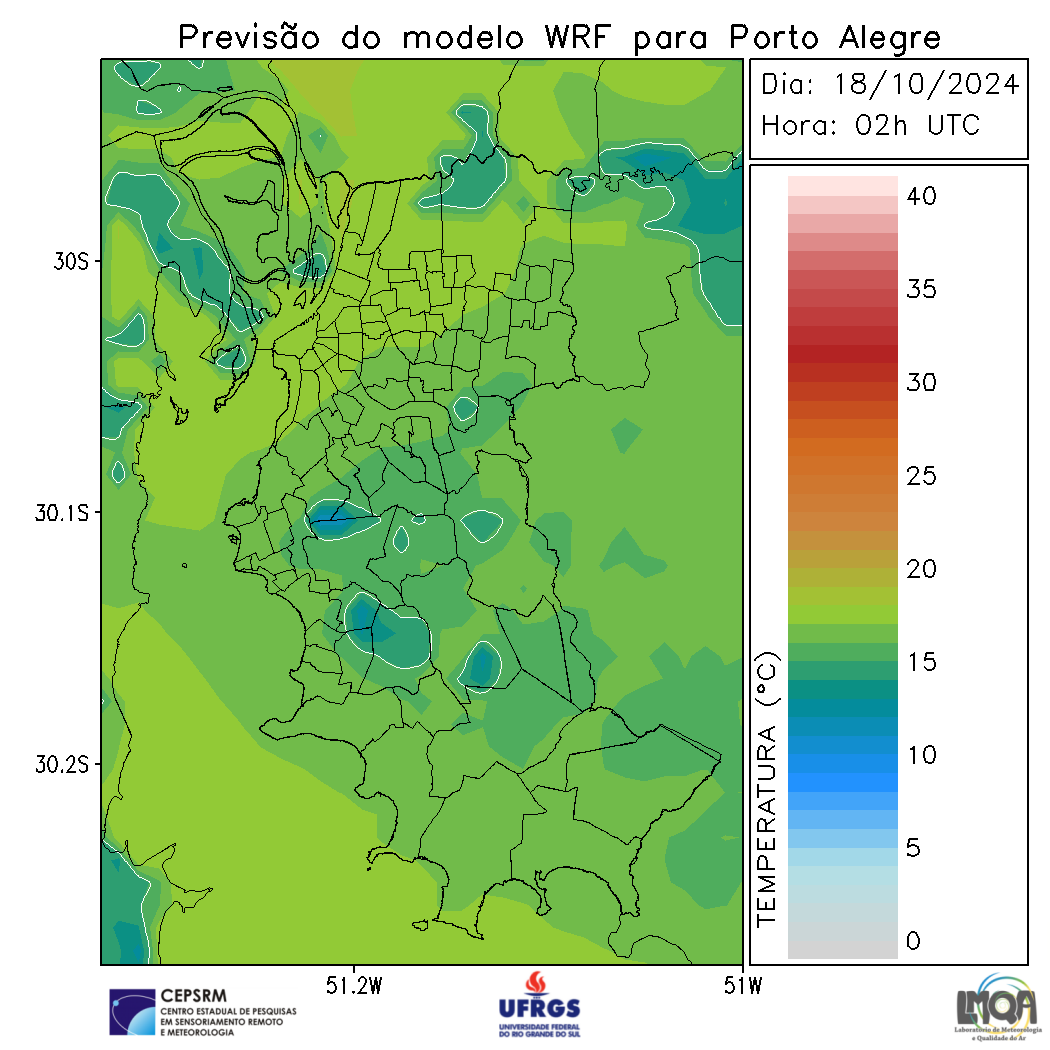 Previsão do modelo WRF para Porto Alegre
Dia: 18/10/2024
Hora: 02h UTC
30S
30.1S
30.2S
51.2W
51W
TEMPERATURA (°C)
40
35
30
25
20
15
10
5
0
CEPSRM
CENTRO ESTADUAL DE PESQUISAS
EM SENSORIAMENTO REMOTO
E METEOROLOGIA
UFRGS
UNIVERSIDADE FEDERAL
DO RIO GRANDE DO SUL
LMQA
Laboratório de Meteorologia
e Qualidade do Ar